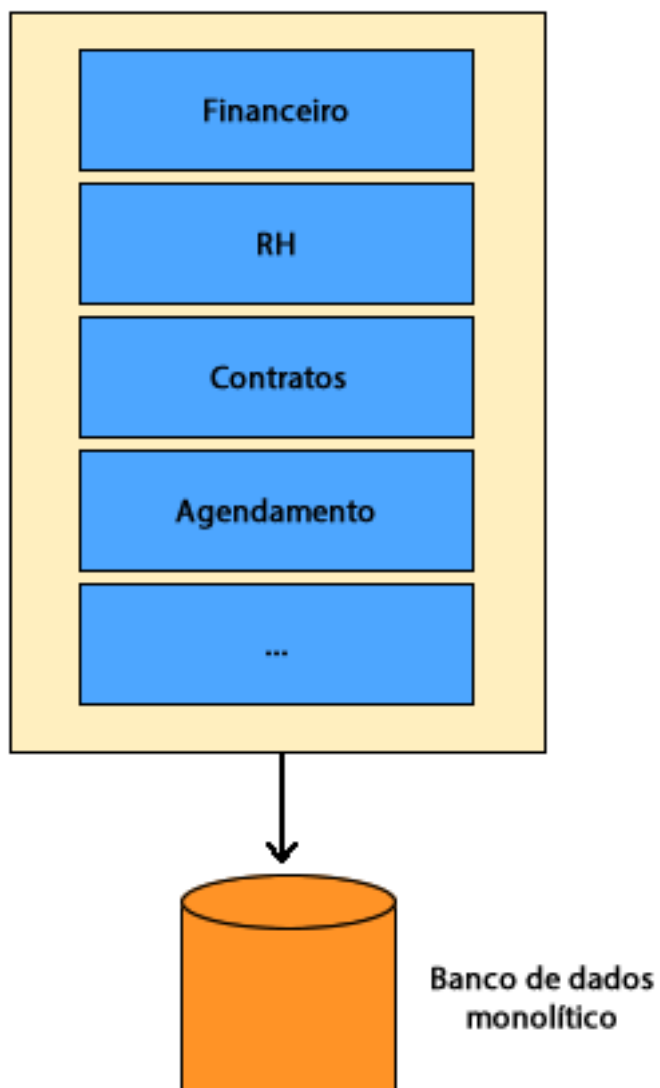 Financeiro
RH
Contratos
Agendamento
...
Banco de dados
monolítico